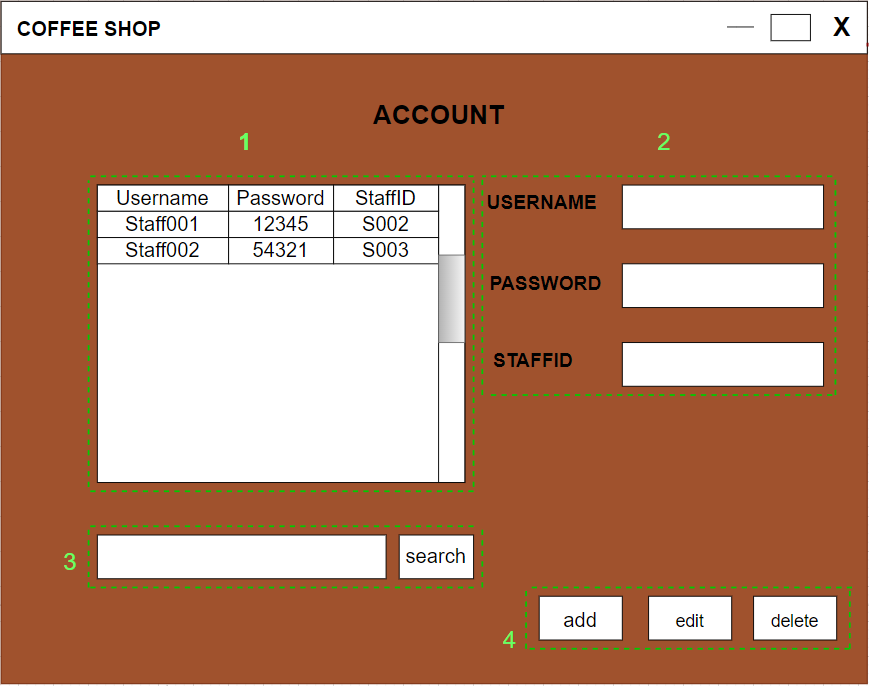 COFFEE SHOP X
ACCOUNT
1 2
Username Password StaffID
Staff001 12345 S002
Staff002 54321 S003
USERNAME
PASSWORD
STAFFID
3 search
4 add edit delete